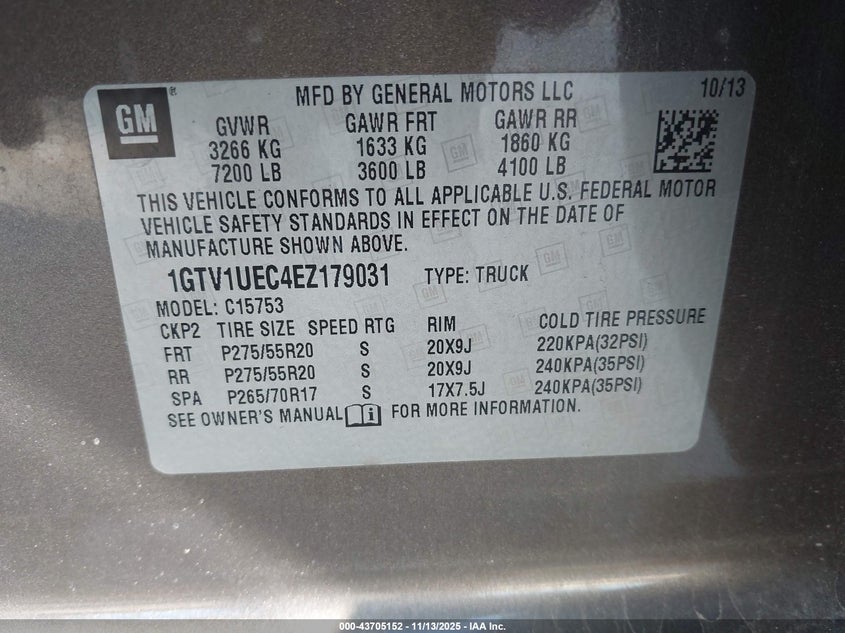 GM®
MFD BY GENERAL MOTORS LLC 10/13
GVWR GAWR FRT GAWR RR
3266 KG 1633 KG 1860 KG
7200 LB 3600 LB 4100 LB
THIS VEHICLE CONFORMS TO ALL APPLICABLE U.S. FEDERAL MOTOR
VEHICLE SAFETY STANDARDS IN EFFECT ON THE DATE OF
MANUFACTURE SHOWN ABOVE.
1GTV1UEC4EZ179031 TYPE: TRUCK
MODEL: C15753
CKP2 TIRE SIZE SPEED RTG RIM COLD TIRE PRESSURE
FRT P275/55R20 S 20X9J 220KPA(32PSI)
RR P275/55R20 S 20X9J 240KPA(35PSI)
SPA P265/70R17 S 17X7.5J 240KPA(35PSI)
SEE OWNER'S MANUAL i FOR MORE INFORMATION.
000-43705152 - 11/13/2025 - IAA Inc.